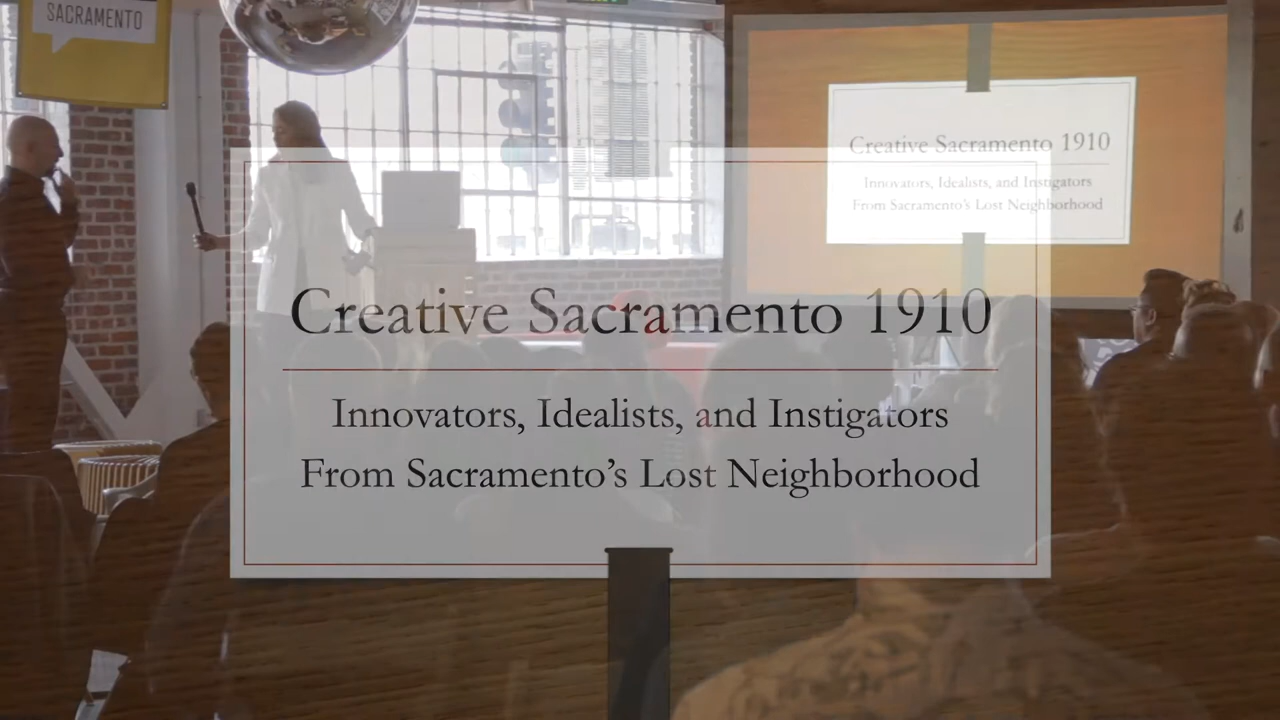 SACRAMENTO
Creative Sacramento 1910
Innovators, Idealists, and Instigators
From Sacramento's Lost Neighborhood
Creative Sacramento 1910
Innovators, Idealists, and Instigators
From Sacramento’s Lost Neighborhood